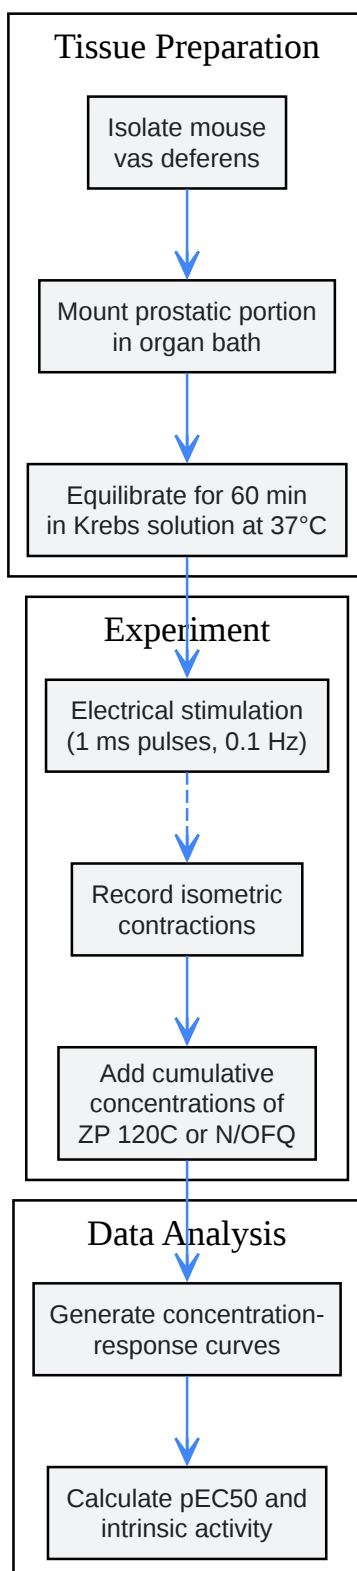 Tissue Preparation
Isolate mouse
vas deferens
Mount prostatic portion
in organ bath
Equilibrate for 60 min
in Krebs solution at 37°C
Experiment
Electrical stimulation
(1 ms pulses, 0.1 Hz)
Record isometric
contractions
Add cumulative
concentrations of
ZP 120C or N/OFQ
Data Analysis
Generate concentration-
response curves
Calculate pEC50 and
intrinsic activity